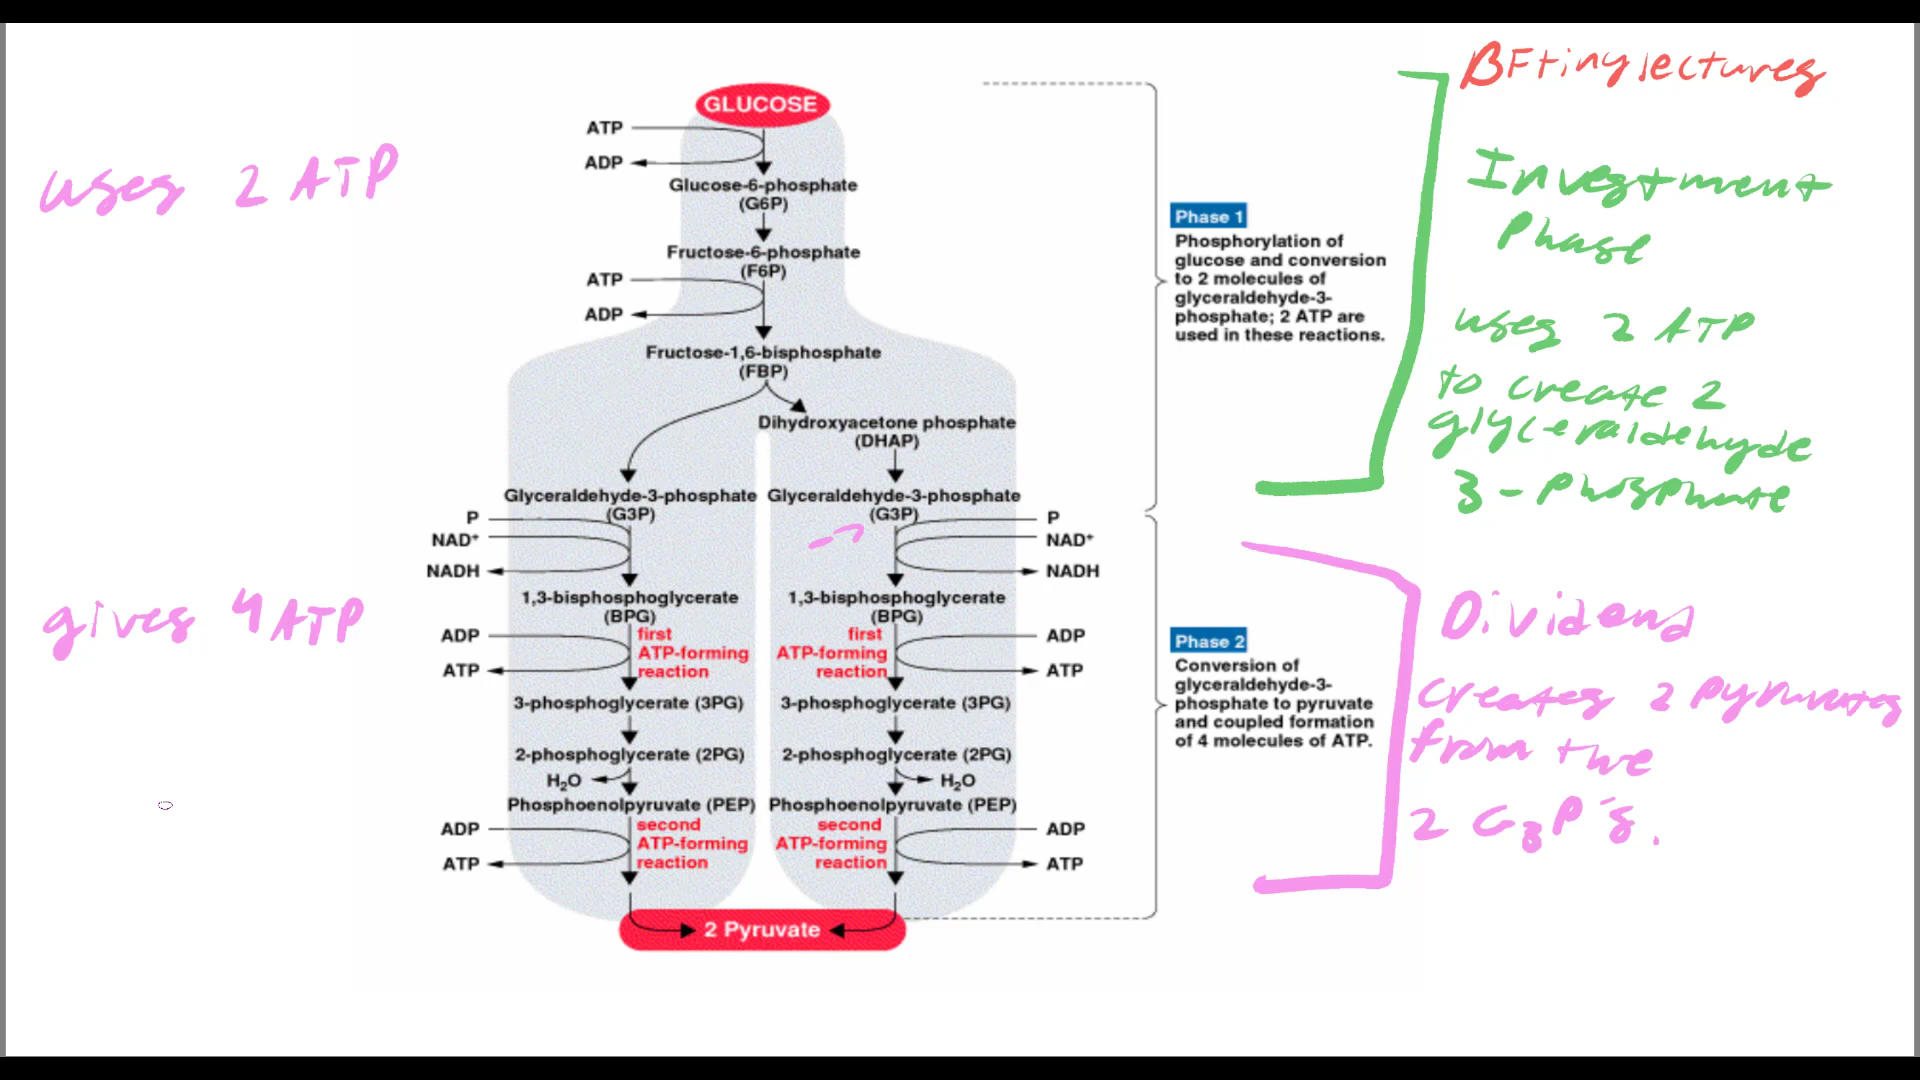 BFtinylectures
GLUCOSE
ATP
ADP
Glucose-6-phosphate
(G6P)
Fructose-6-phosphate
(F6P)
ATP
ADP
Fructose-1,6-bisphosphate
(FBP)
Dihydroxyacetone phosphate
(DHAP)
Glyceraldehyde-3-phosphate Glyceraldehyde-3-phosphate
(G3P) (G3P)
P P
NAD⁺ NAD⁺
NADH NADH
1,3-bisphosphoglycerate 1,3-bisphosphoglycerate
(BPG) (BPG)
ADP first first ADP
ATP-forming ATP-forming
ATP reaction reaction ATP
3-phosphoglycerate (3PG) 3-phosphoglycerate (3PG)
2-phosphoglycerate (2PG) 2-phosphoglycerate (2PG)
H₂O H₂O
Phosphoenolpyruvate (PEP) Phosphoenolpyruvate (PEP)
ADP second second ADP
ATP-forming ATP-forming
ATP reaction reaction ATP
2 Pyruvate
Phase 1
Phosphorylation of
glucose and conversion
to 2 molecules of
glyceraldehyde-3-
phosphate; 2 ATP are
used in these reactions.
Phase 2
Conversion of
glyceraldehyde-3-
phosphate to pyruvate
and coupled formation
of 4 molecules of ATP.
uses 2 ATP
gives 4 ATP
Investment
Phase
uses 2 ATP
to create 2
glyceraldehyde
3-phosphate
Dividend
creates 2 pyruvates
from the
2 G3P's.